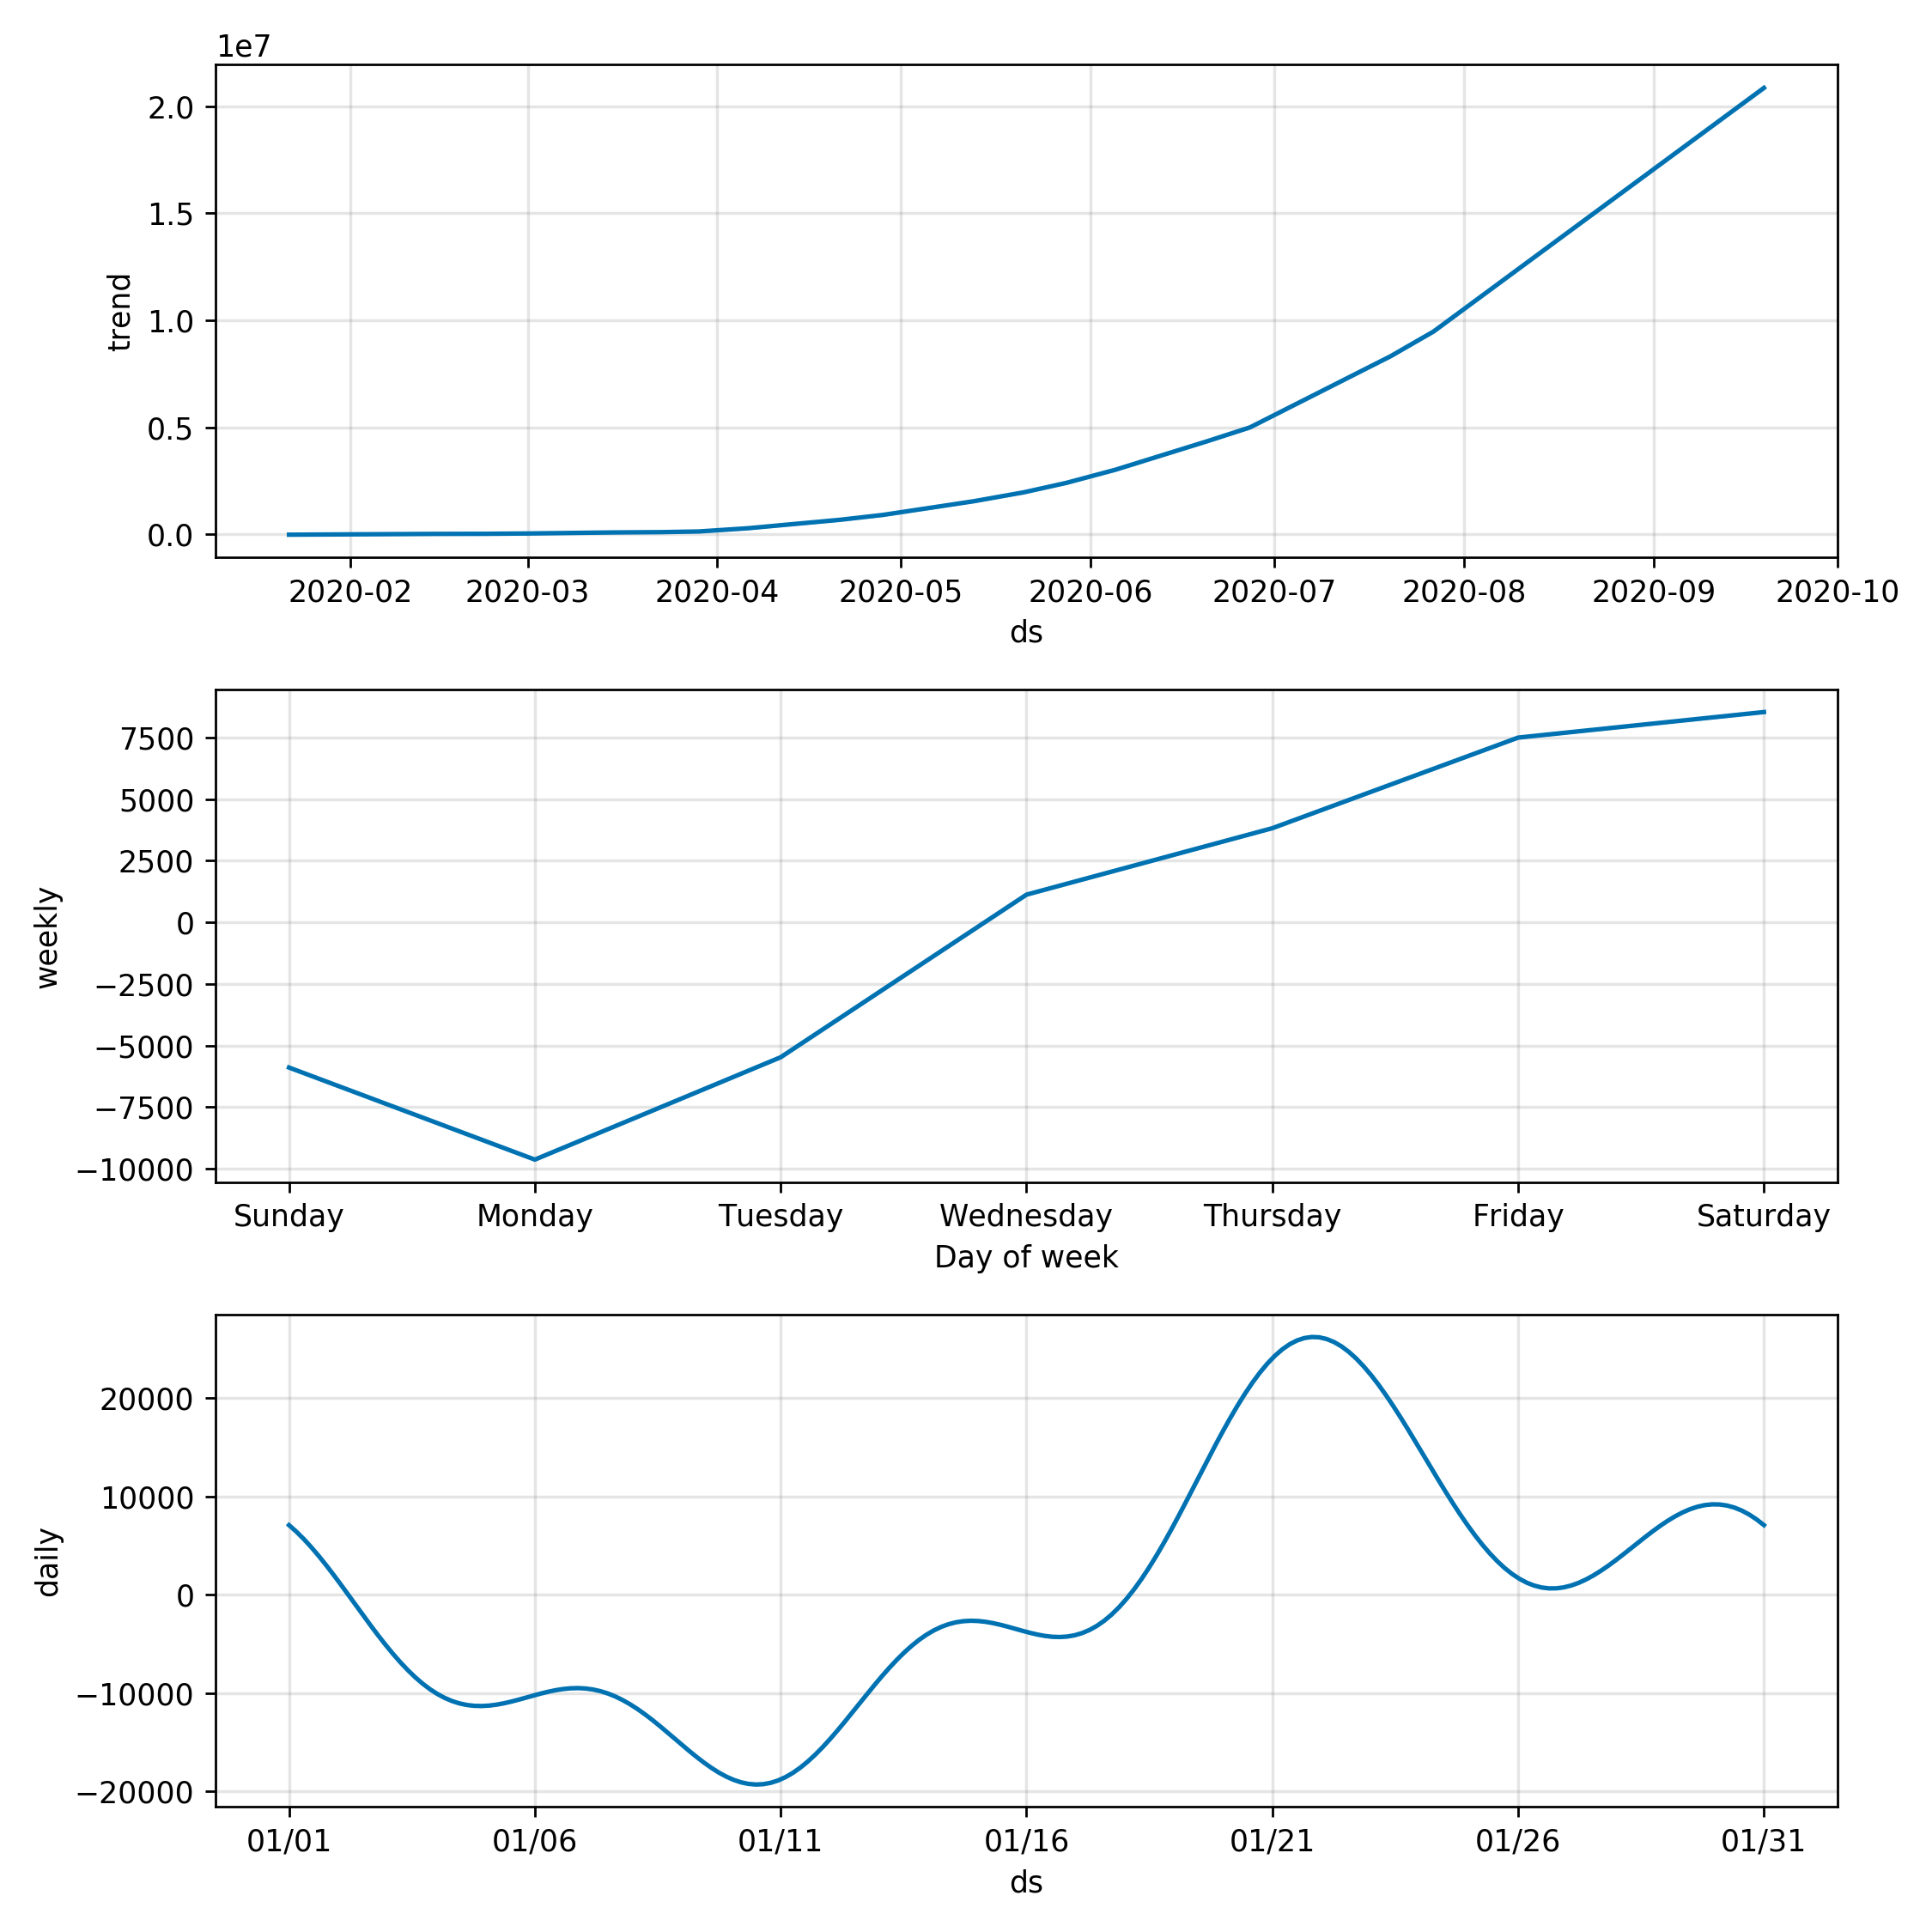 1e7
2.0
1.5
1.0
0.5
0.0
trend
2020-02 2020-03 2020-04 2020-05 2020-06 2020-07 2020-08 2020-09 2020-10
ds
7500
5000
2500
0
−2500
−5000
−7500
−10000
weekly
Sunday Monday Tuesday Wednesday Thursday Friday Saturday
Day of week
20000
10000
0
−10000
−20000
daily
01/01 01/06 01/11 01/16 01/21 01/26 01/31
ds